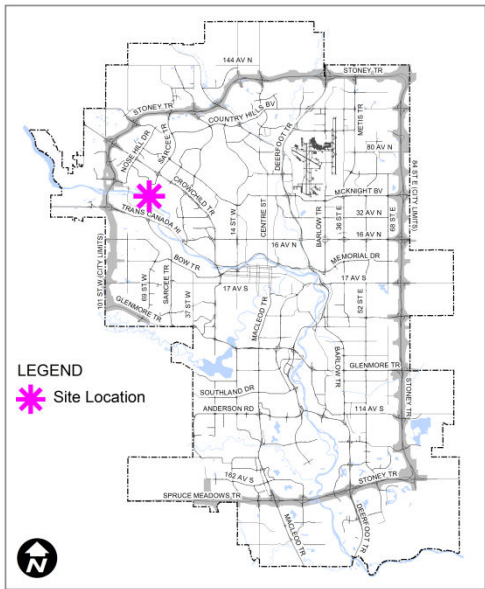 144 AV N
STONEY TR
STONEY TR
COUNTRY HILLS BV
NOSE HILL DR
SARCEE TR
DEERFOOT TR
METIS TR
80 AV N
CROWCHILD TR
MCKNIGHT BV
84 ST E (CITY LIMITS)
TRANS CANADA HI
14 ST W
CENTRE ST
BARLOW TR
36 ST E
32 AV N
68 ST E
16 AV N
16 AV N
101 ST W (CITY LIMITS)
BOW TR
MEMORIAL DR
17 AV S
69 ST W
SARCEE TR
37 ST W
17 AV S
52 ST E
GLENMORE TR
MACLEOD TR
BARLOW TR
GLENMORE TR
LEGEND
Site Location
SOUTHLAND DR
STONEY TR
ANDERSON RD
114 AV S
162 AV S
STONEY TR
SPRUCE MEADOWS TR
MACLEOD TR
DEERFOOT TR
N